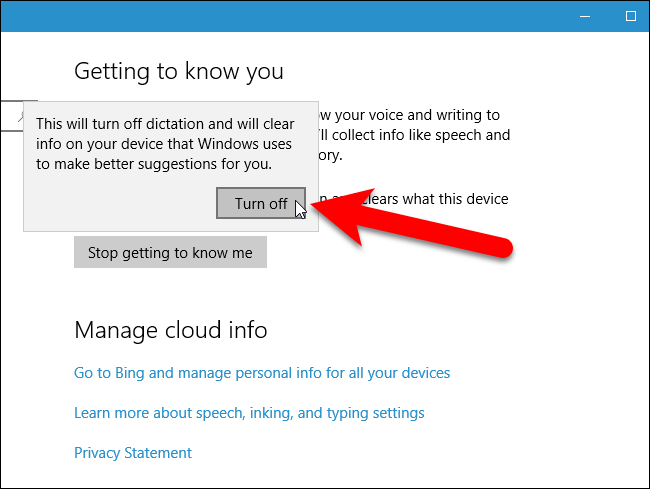 Getting to know you
This will turn off dictation and will clear
info on your device that Windows uses
to make better suggestions for you.
Turn off
your voice and writing to
collect info like speech and
clears what this device
Stop getting to know me
Manage cloud info
Go to Bing and manage personal info for all your devices
Learn more about speech, inking, and typing settings
Privacy Statement